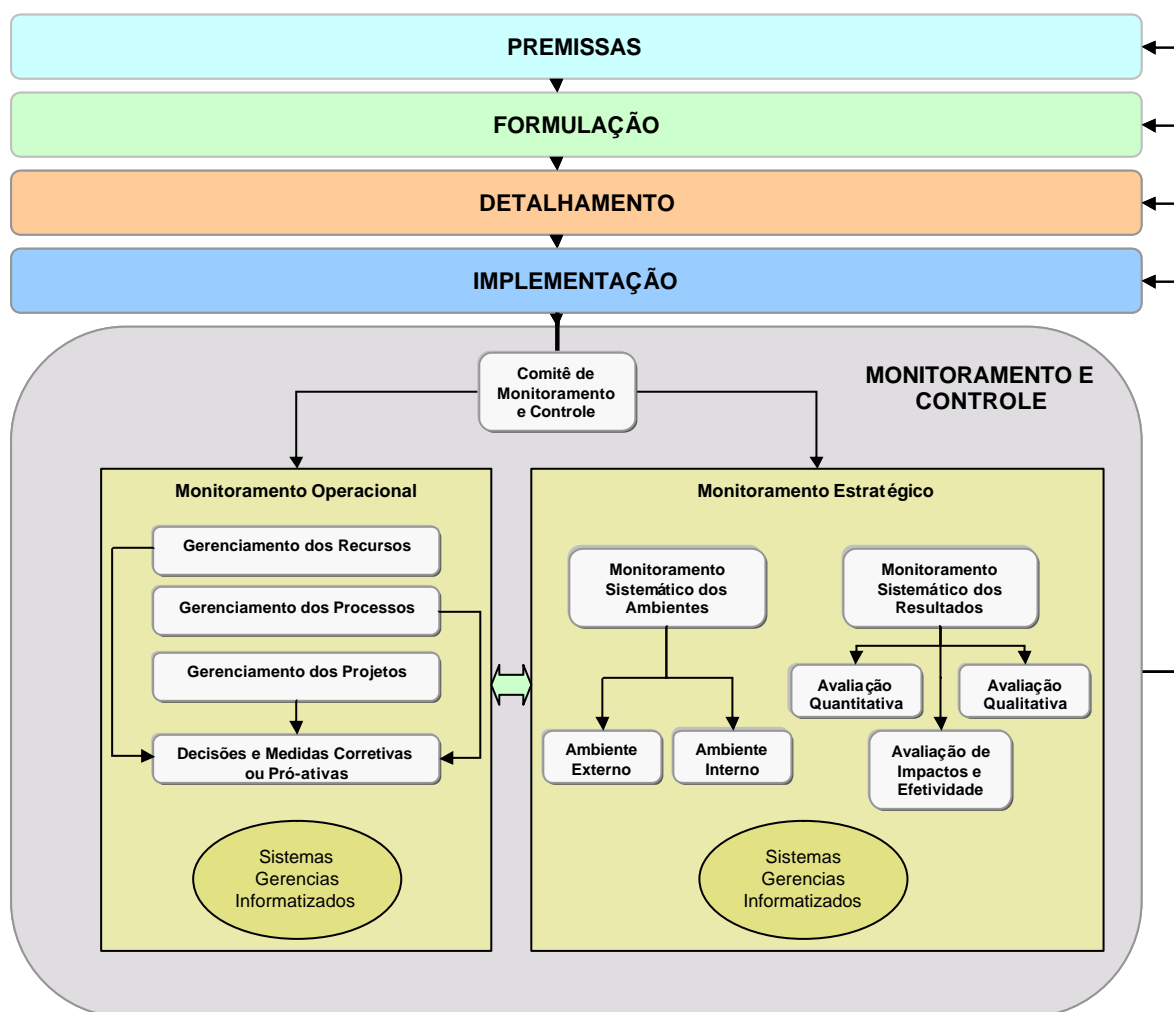 PREMISSAS
FORMULAÇÃO
DETALHAMENTO
IMPLEMENTAÇÃO
Comitê de
Monitoramento
e Controle
MONITORAMENTO E
CONTROLE
Monitoramento Operacional
Gerenciamento dos Recursos
Gerenciamento dos Processos
Gerenciamento dos Projetos
Decisões e Medidas Corretivas
ou Pró-ativas
Sistemas
Gerencias
Informatizados
Monitoramento Estratégico
Monitoramento
Sistemático dos
Ambientes
Ambiente
Externo
Ambiente
Interno
Monitoramento
Sistemático dos
Resultados
Avaliação
Quantitativa
Avaliação
Qualitativa
Avaliação de
Impactos e
Efetividade
Sistemas
Gerencias
Informatizados